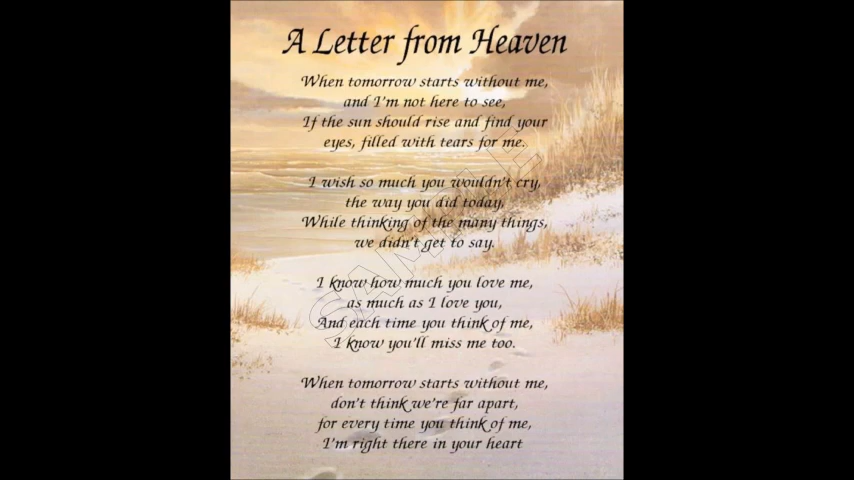 A Letter from Heaven
When tomorrow starts without me,
and I'm not here to see,
If the sun should rise and find your
eyes, filled with tears for me.
I wish so much you wouldn't cry,
the way you did today,
While thinking of the many things,
we didn't get to say.
I know how much you love me,
as much as I love you,
And each time you think of me,
I know you'll miss me too.
When tomorrow starts without me,
don't think we're far apart,
for every time you think of me,
I'm right there in your heart
SAMPLE